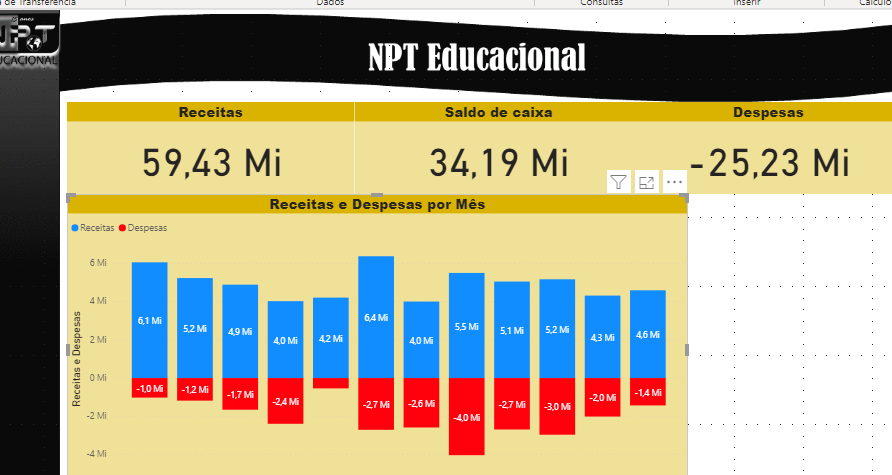 de Transferência Dados Consultas Inserir Cálculo
anos
NPT
UCACIONAL
NPT Educacional
Receitas Saldo de caixa Despesas
59,43 Mi 34,19 Mi -25,23 Mi
Receitas e Despesas por Mês
Receitas Despesas
Receitas e Despesas
6 Mi
4 Mi
2 Mi
0 Mi
-2 Mi
-4 Mi
6,1 Mi 5,2 Mi 4,9 Mi 4,0 Mi 4,2 Mi 6,4 Mi 4,0 Mi 5,5 Mi 5,1 Mi 5,2 Mi 4,3 Mi 4,6 Mi
-1,0 Mi -1,2 Mi -1,7 Mi -2,4 Mi -2,7 Mi -2,6 Mi -4,0 Mi -2,7 Mi -3,0 Mi -2,0 Mi -1,4 Mi